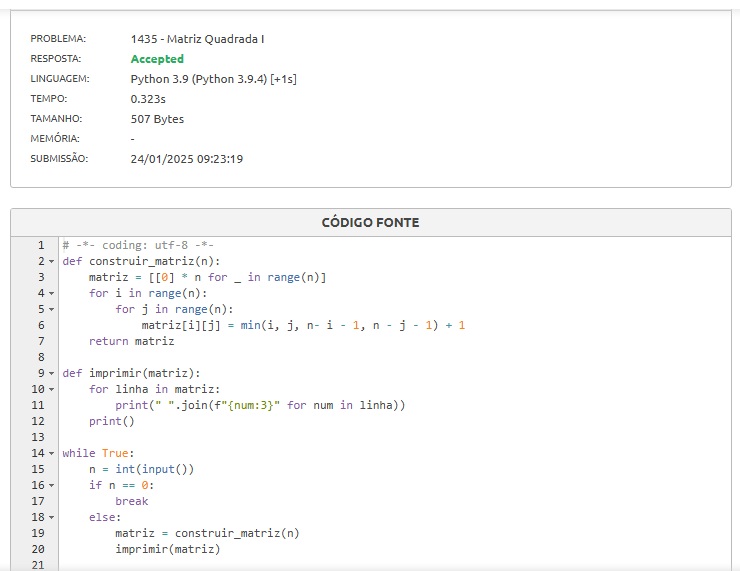 PROBLEMA: 1435 - Matriz Quadrada I
RESPOSTA: Accepted
LINGUAGEM: Python 3.9 (Python 3.9.4) [+1s]
TEMPO: 0.323s
TAMANHO: 507 Bytes
MEMÓRIA: -
SUBMISSÃO: 24/01/2025 09:23:19
CÓDIGO FONTE
1 # -*- coding: utf-8 -*-
2 def construir_matriz(n):
3     matriz = [[0] * n for _ in range(n)]
4     for i in range(n):
5         for j in range(n):
6             matriz[i][j] = min(i, j, n- i - 1, n - j - 1) + 1
7     return matriz
8
9 def imprimir(matriz):
10     for linha in matriz:
11         print(" ".join(f"{num:3}" for num in linha))
12     print()
13
14 while True:
15     n = int(input())
16     if n == 0:
17         break
18     else:
19         matriz = construir_matriz(n)
20         imprimir(matriz)
21